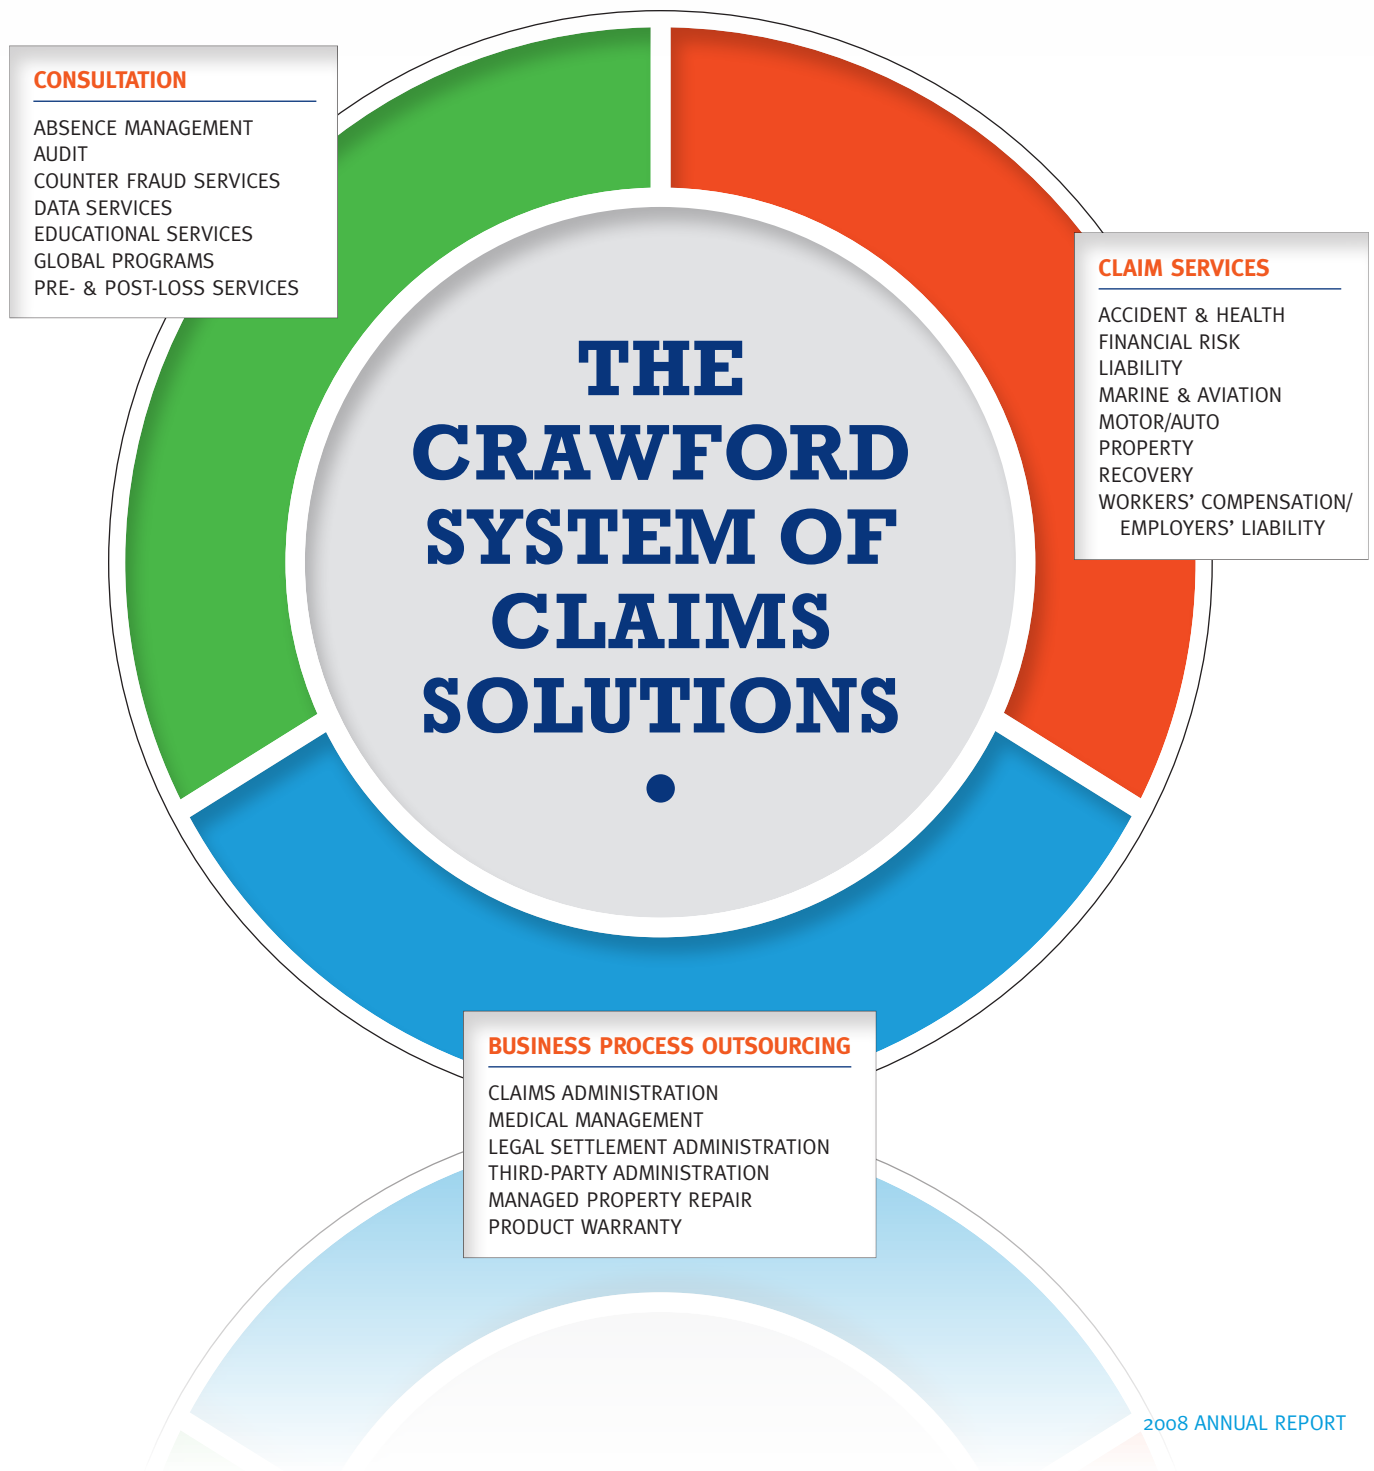 CONSULTATION
ABSENCE MANAGEMENT
AUDIT
COUNTER FRAUD SERVICES
DATA SERVICES
EDUCATIONAL SERVICES
GLOBAL PROGRAMS
PRE- & POST-LOSS SERVICES
CLAIM SERVICES
ACCIDENT & HEALTH
FINANCIAL RISK
LIABILITY
MARINE & AVIATION
MOTOR/AUTO
PROPERTY
RECOVERY
WORKERS’ COMPENSATION/
EMPLOYERS’ LIABILITY
THE
CRAWFORD
SYSTEM OF
CLAIMS
SOLUTIONS
BUSINESS PROCESS OUTSOURCING
CLAIMS ADMINISTRATION
MEDICAL MANAGEMENT
LEGAL SETTLEMENT ADMINISTRATION
THIRD-PARTY ADMINISTRATION
MANAGED PROPERTY REPAIR
PRODUCT WARRANTY
2008 ANNUAL REPORT